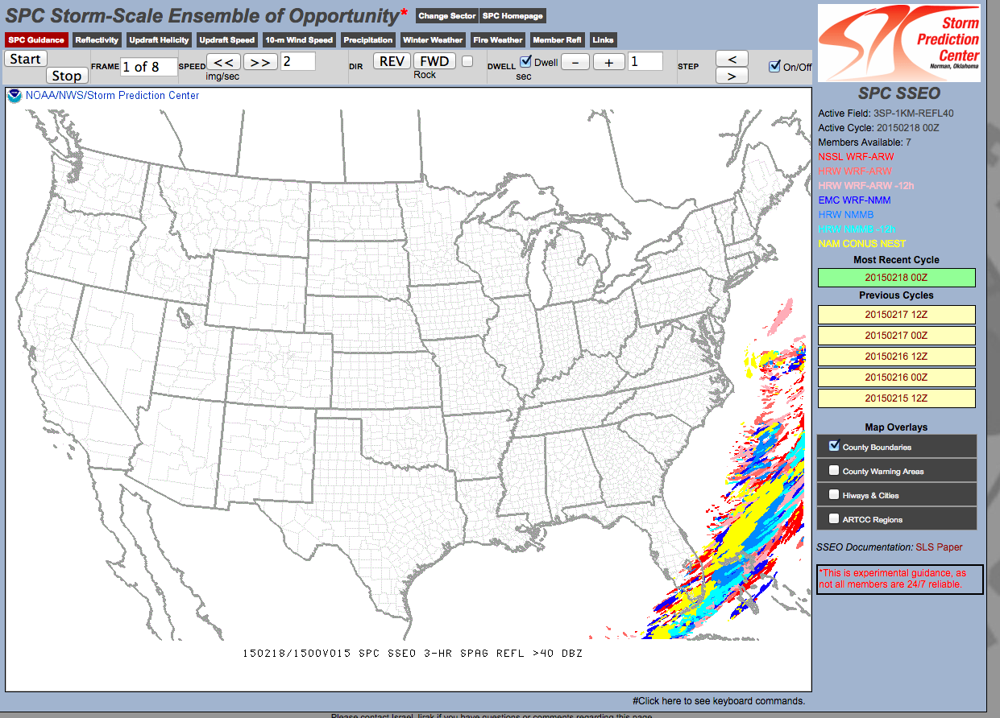 SPC Storm-Scale Ensemble of Opportunity*
Change Sector SPC Homepage
SPC Guidance Reflectivity Updraft Helicity Updraft Speed 10-m Wind Speed Precipitation Winter Weather Fire Weather Member Refl Links
Start
Stop
FRAME 1 of 8
SPEED << >> 2
img/sec
DIR REV FWD
Rock
DWELL Dwell - + 1
sec
STEP < >
On/Off
Storm
Prediction
Center
Norman, Oklahoma
NOAA/NWS/Storm Prediction Center
150218/1500V015 SPC SSEO 3-HR SPAG REFL >40 DBZ
#Click here to see keyboard commands.
SPC SSEO
Active Field: 3SP-1KM-REFL40
Active Cycle: 20150218 00Z
Members Available: 7
NSSL WRF-ARW
HRW WRF-ARW
HRW WRF-ARW -12h
EMC WRF-NMM
HRW NMMB
HRW NMMB -12h
NAM CONUS NEST
Most Recent Cycle
20150218 00Z
Previous Cycles
20150217 12Z
20150217 00Z
20150216 12Z
20150216 00Z
20150215 12Z
Map Overlays
County Boundaries
County Warning Areas
Hiways & Cities
ARTCC Regions
SSEO Documentation: SLS Paper
*This is experimental guidance, as
not all members are 24/7 reliable.
Please contact Israel Jirak if you have questions or comments regarding this page